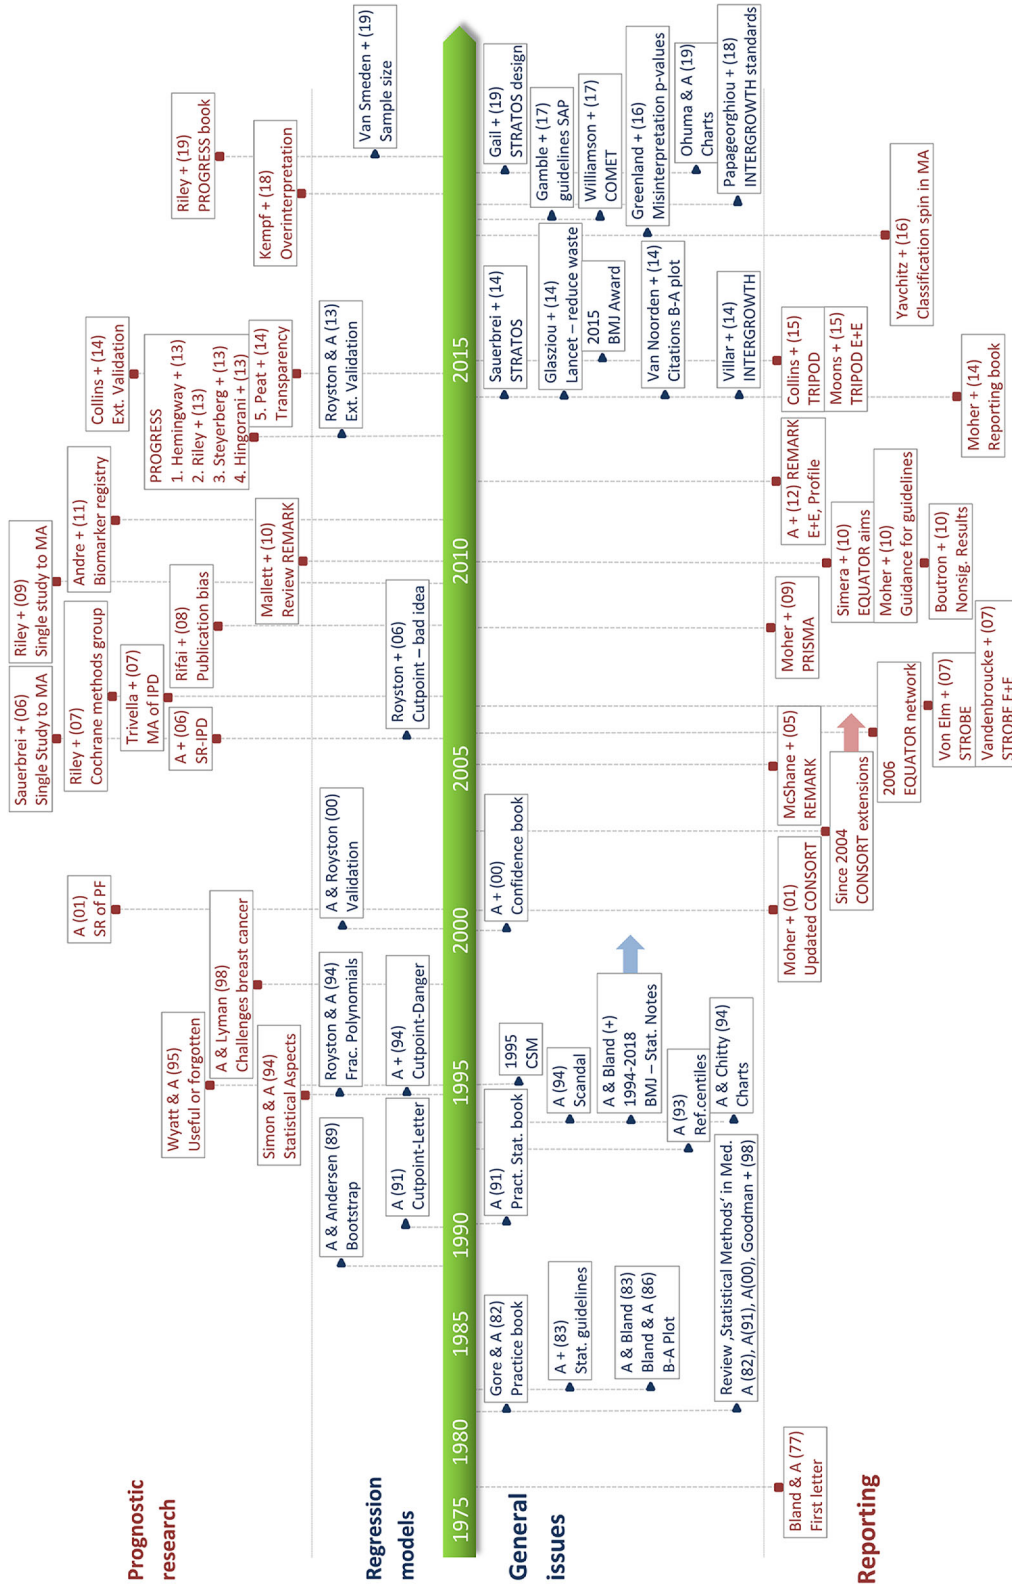 Prognostic
research
Sauerbrei + (06)
Single Study to MA
Riley + (09)
Single study to MA
Riley + (07)
Cochrane methods group
Andre + (11)
Biomarker registry
Collins + (14)
Ext. Validation
A (01)
SR of PF
Trivella + (07)
MA of IPD
A + (06)
SR-IPD
Rifai + (08)
Publication bias
PROGRESS
1. Hemingway + (13)
2. Riley + (13)
3. Steyerberg + (13)
4. Hingorani + (13)
5. Peat + (14)
Transparency
Riley + (19)
PROGRESS book
Wyatt & A (95)
Useful or forgotten
A & Lyman (98)
Challenges breast cancer
Simon & A (94)
Statistical Aspects
Mallett + (10)
Review REMARK
Kempf + (18)
Overinterpretation
Regression
models
A & Andersen (89)
Bootstrap
Royston & A (94)
Frac. Polynomials
A & Royston (00)
Validation
Royston & A (13)
Ext. Validation
Van Smeden + (19)
Sample size
A (91)
Cutpoint-Letter
A + (94)
Cutpoint-Danger
Royston + (06)
Cutpoint – bad idea
1975
1980
1985
1990
1995
2000
2005
2010
2015
General
issues
Gore & A (82)
Practice book
A (91)
Pract. Stat. book
1995
CSM
A + (00)
Confidence book
Sauerbrei + (14)
STRATOS
Gail + (19)
STRATOS design
A + (83)
Stat. guidelines
A (94)
Scandal
Glasziou + (14)
Lancet – reduce waste
Gamble + (17)
guidelines SAP
2015
BMJ Award
Williamson + (17)
COMET
A & Bland (83)
Bland & A (86)
B-A Plot
A & Bland (+)
1994-2018
BMJ – Stat. Notes
Van Noorden + (14)
Citations B-A plot
Greenland + (16)
Misinterpretation p-values
A (93)
Ref.centiles
Ohuma & A (19)
Charts
Review ‚Statistical Methods‘ in Med.
A (82), A(91), A(00), Goodman + (98)
A & Chitty (94)
Charts
Villar + (14)
INTERGROWTH
Papageorghiou + (18)
INTERGROWTH standards
Reporting
Bland & A (77)
First letter
Moher + (01)
Updated CONSORT
McShane + (05)
REMARK
Moher + (09)
PRISMA
A + (12) REMARK
E+E, Profile
Collins + (15)
TRIPOD
Moons + (15)
TRIPOD E+E
Since 2004
CONSORT extensions
Simera + (10)
EQUATOR aims
Moher + (10)
Guidance for guidelines
Yavchitz + (16)
Classification spin in MA
2006
EQUATOR network
Von Elm + (07)
STROBE
Boutron + (10)
Nonsig. Results
Moher + (14)
Reporting book
Vandenbroucke + (07)
STROBE E+E